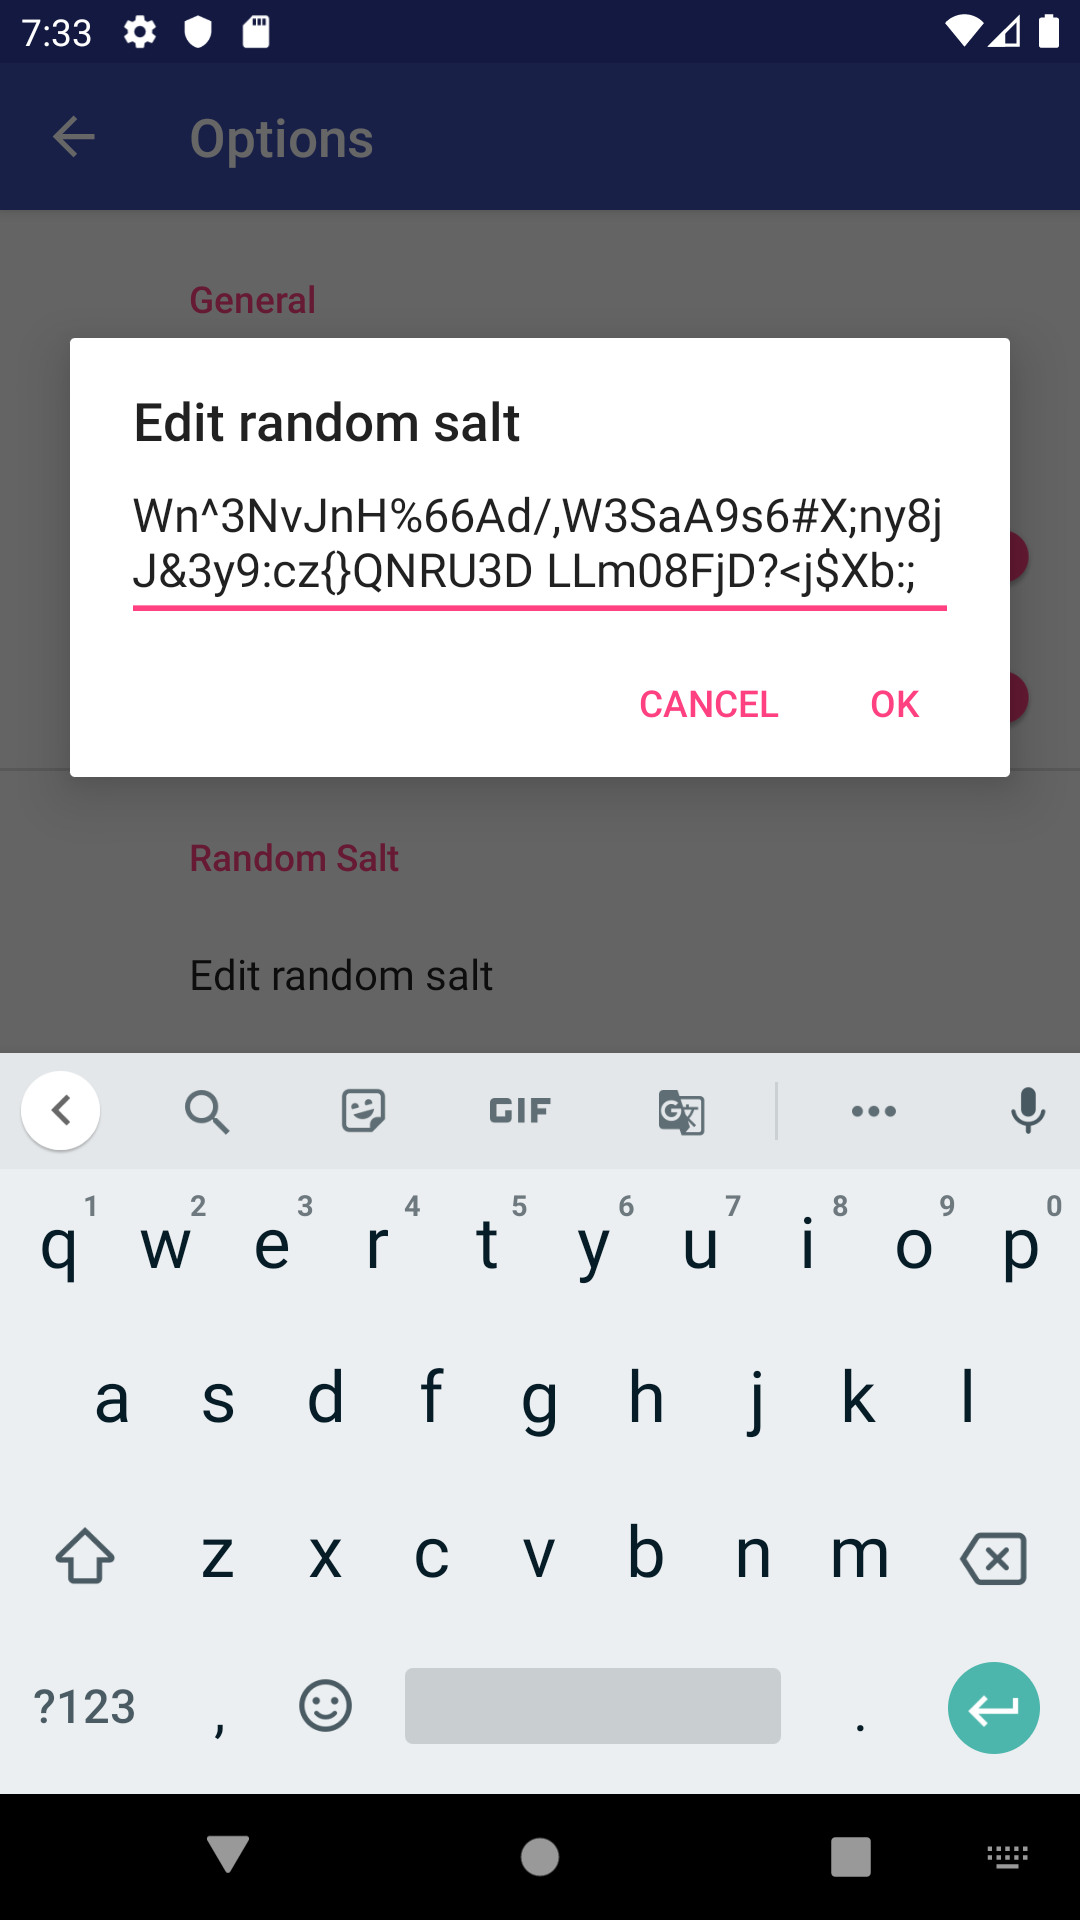 7:33
Options
General
Edit random salt
Wn^3NvJnH%66Ad/,W3SaA9s6#X;ny8j
J&3y9:cz{}QNRU3D LLm08FjD?<j$Xb:;
CANCEL OK
Random Salt
Edit random salt
GIF
1 2 3 4 5 6 7 8 9 0
q w e r t y u i o p
a s d f g h j k l
z x c v b n m
?123 , .